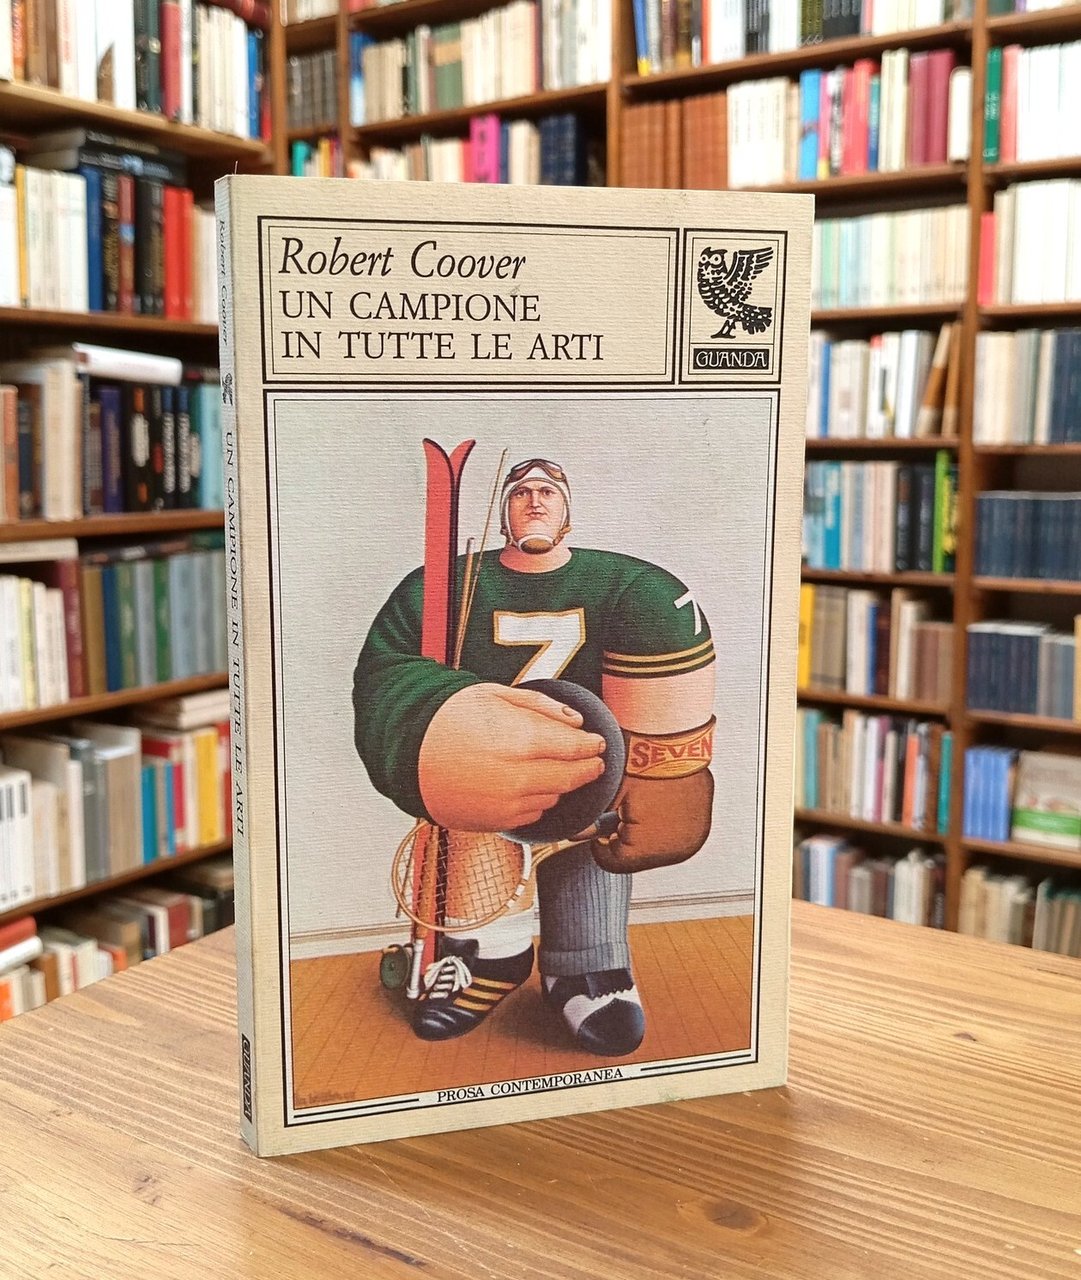 Robert Coover
UN CAMPIONE
IN TUTTE LE ARTI
GUANDA
7
7
SEVEN
PROSA CONTEMPORANEA
Robert Coover
UN CAMPIONE IN TUTTE LE ARTI
GUANDA